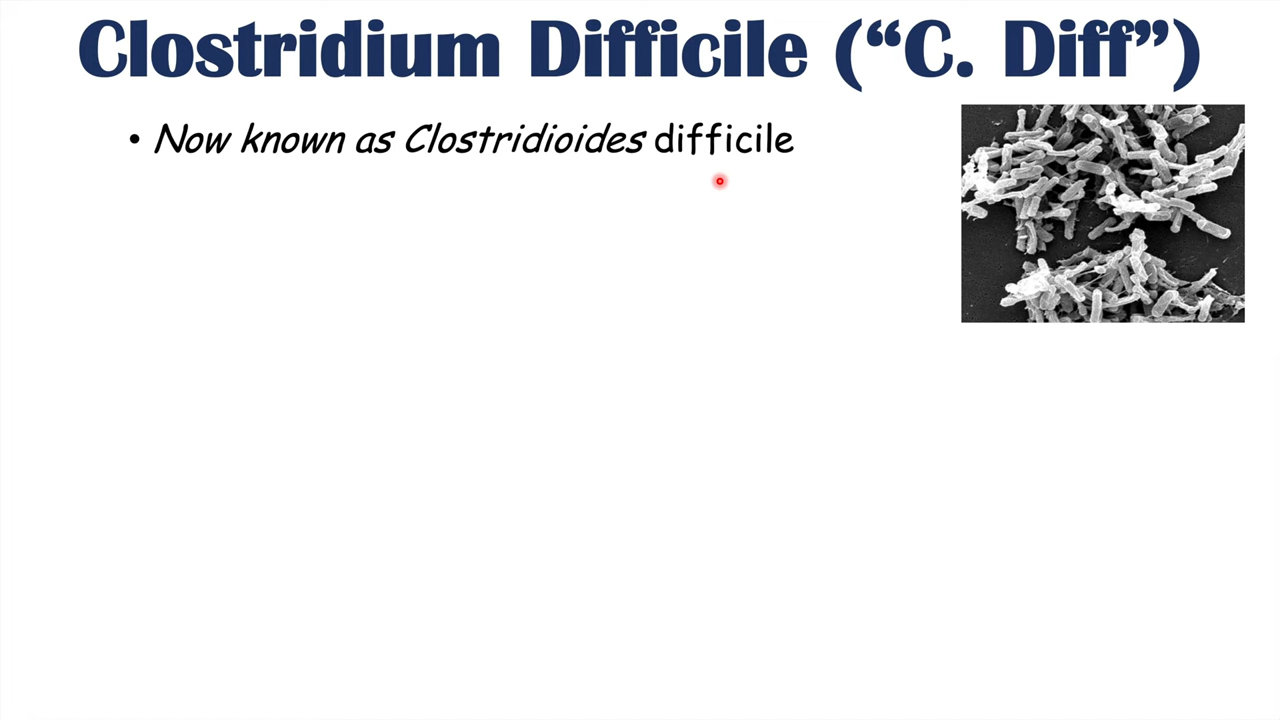 Clostridium Difficile (“C. Diff”)
• Now known as Clostridioides difficile